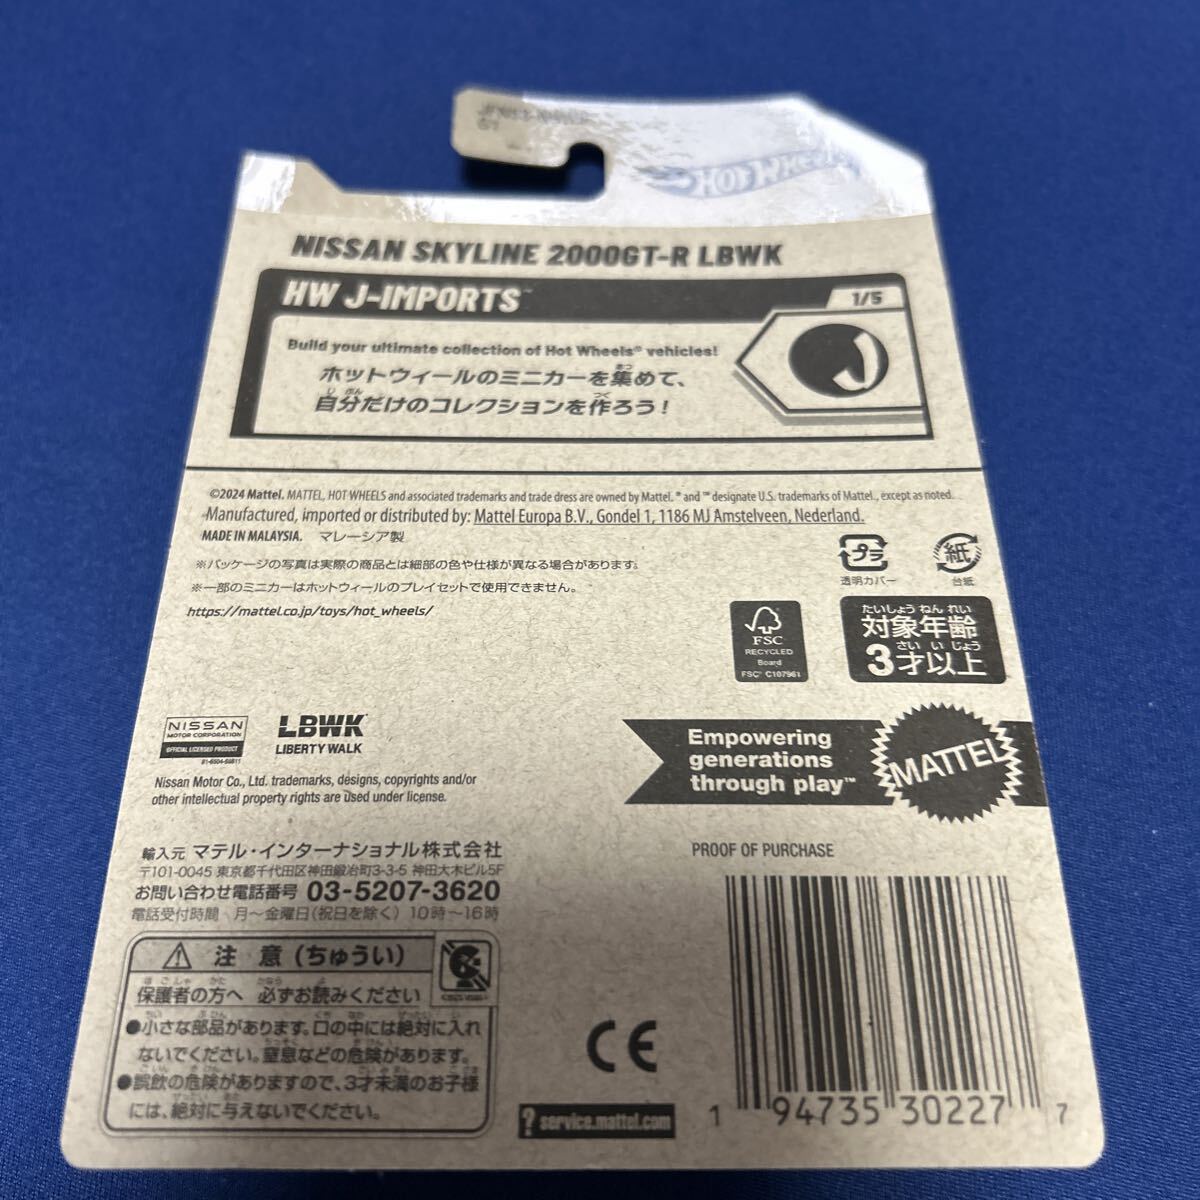 HOT WHEELS
NISSAN SKYLINE 2000GT-R LBWK
HW J-IMPORTS™
1/5
Build your ultimate collection of Hot Wheels® vehicles!
ホットウィールのミニカーを集めて、
自分だけのコレクションを作ろう!
©2024 Mattel. MATTEL, HOT WHEELS and associated trademarks and trade dress are owned by Mattel. ® and ™ designate U.S. trademarks of Mattel, except as noted.
Manufactured, imported or distributed by: Mattel Europa B.V., Gondel 1, 1186 MJ Amstelveen, Nederland.
MADE IN MALAYSIA. マレーシア製
※パッケージの写真は実際の商品とは細部の色や仕様が異なる場合があります。
※一部のミニカーはホットウィールのプレイセットで使用できません。
https://mattel.co.jp/toys/hot_wheels/
プラ
透明カバー
紙
台紙
FSC
RECYCLED
Board
FSC® C107961
たいしょう ねん れい
対象年齢
さい い じょう
3才以上
NISSAN
MOTOR CORPORATION
OFFICIAL LICENSED PRODUCT
LBWK
LIBERTY WALK
Nissan Motor Co., Ltd. trademarks, designs, copyrights and/or
other intellectual property rights are used under license.
Empowering
generations
through play™
MATTEL
輸入元 マテル・インターナショナル株式会社
〒101-0045 東京都千代田区神田鍛冶町3-3-5 神田大木ビル5F
お問い合わせ電話番号 03-5207-3620
電話受付時間 月～金曜日(祝日を除く) 10時～16時
PROOF OF PURCHASE
注 意 (ちゅうい)
保護者の方へ 必ずお読みください
●小さな部品があります。口の中には絶対に入れ
ないでください。窒息などの危険があります。
●誤飲の危険がありますので、3才未満のお子様
には、絶対に与えないでください。
CE
? service.mattel.com
1 94735 30227 7